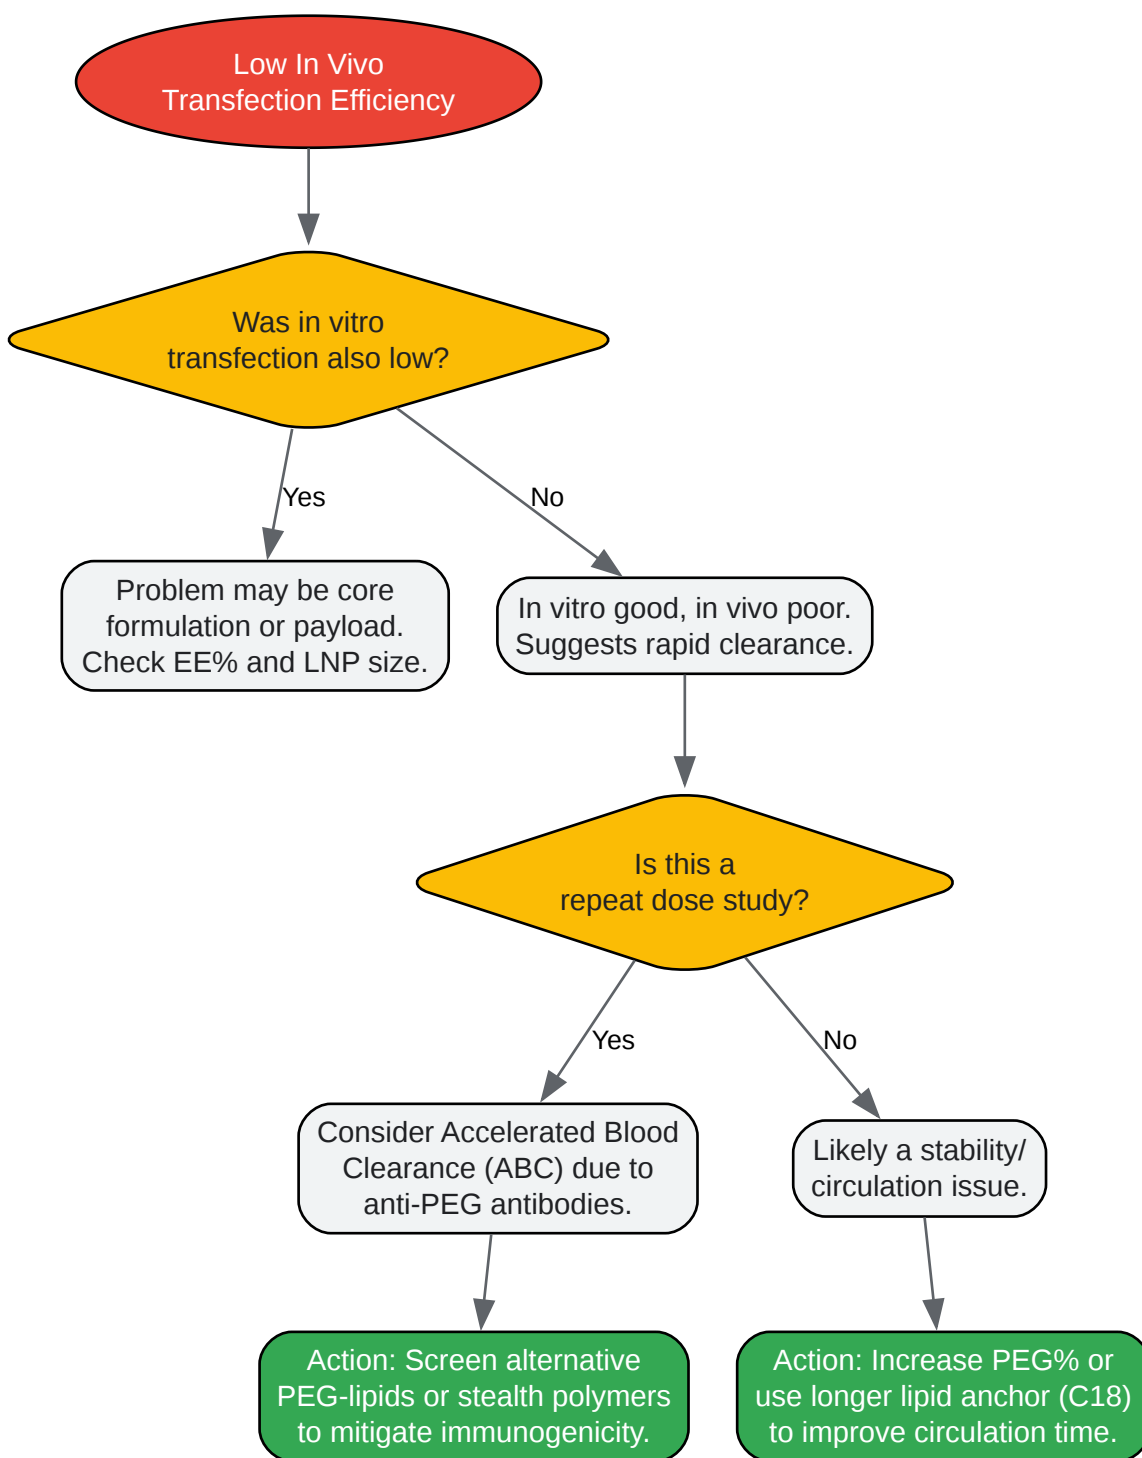 Low In Vivo
Transfection Efficiency
Was in vitro
transfection also low?
Yes
No
Problem may be core
formulation or payload.
Check EE% and LNP size.
In vitro good, in vivo poor.
Suggests rapid clearance.
Is this a
repeat dose study?
Yes
No
Consider Accelerated Blood
Clearance (ABC) due to
anti-PEG antibodies.
Likely a stability/
circulation issue.
Action: Screen alternative
PEG-lipids or stealth polymers
to mitigate immunogenicity.
Action: Increase PEG% or
use longer lipid anchor (C18)
to improve circulation time.